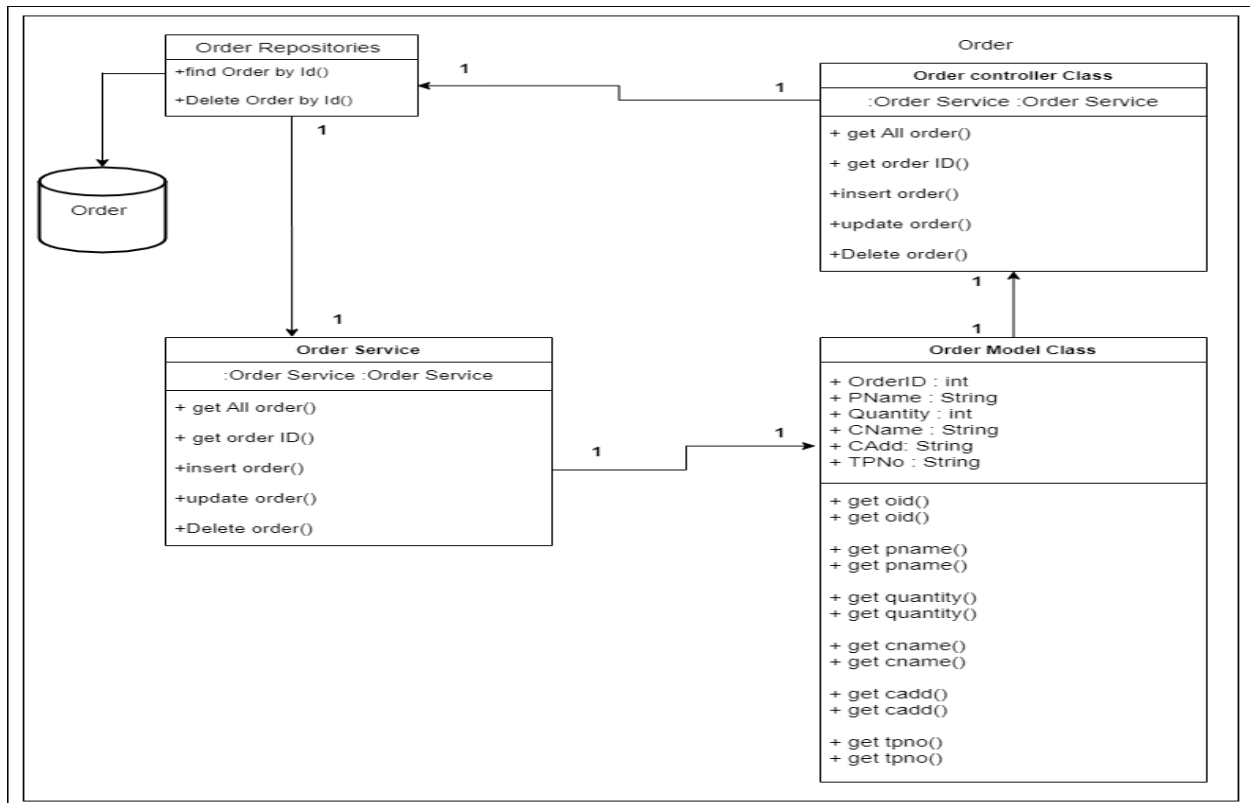 Order Repositories
+find Order by Id()
+Delete Order by Id()
1
1
1
Order
Order controller Class
:Order Service :Order Service
+ get All order()
+ get order ID()
+insert order()
+update order()
+Delete order()
Order
1
1
1
Order Service
:Order Service :Order Service
+ get All order()
+ get order ID()
+insert order()
+update order()
+Delete order()
1
1
Order Model Class
+ OrderID : int
+ PName : String
+ Quantity : int
+ CName : String
+ CAdd: String
+ TPNo : String
+ get oid()
+ get oid()
+ get pname()
+ get pname()
+ get quantity()
+ get quantity()
+ get cname()
+ get cname()
+ get cadd()
+ get cadd()
+ get tpno()
+ get tpno()